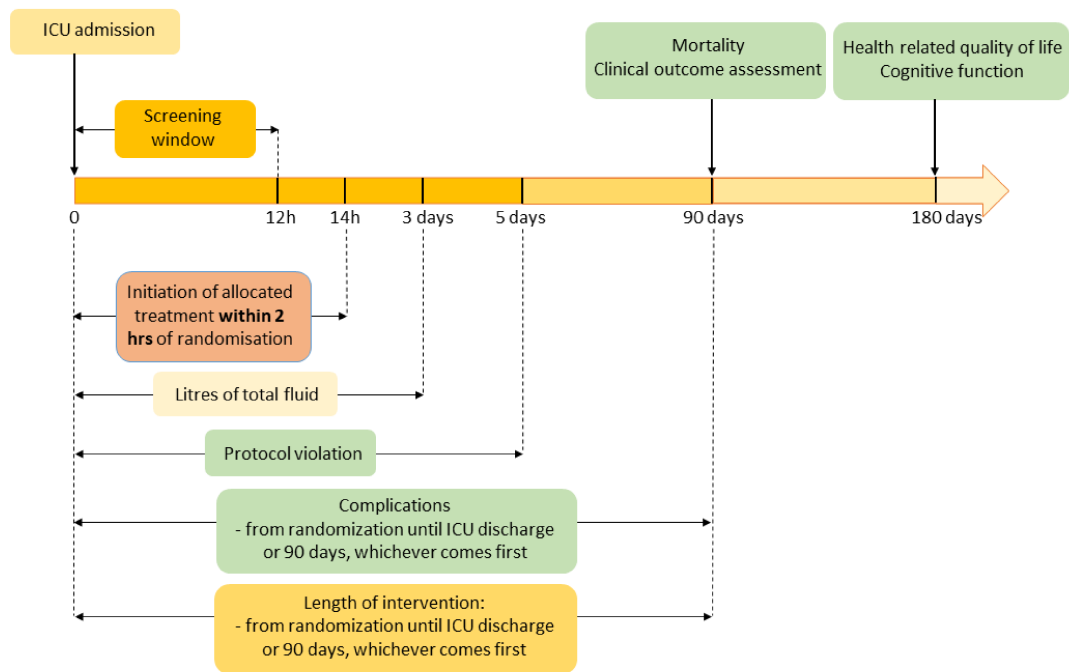 ICU admission
Mortality
Clinical outcome assessment
Health related quality of life
Cognitive function
Screening
window
0
12h
14h
3 days
5 days
90 days
180 days
Initiation of allocated
treatment within 2
hrs of randomisation
Litres of total fluid
Protocol violation
Complications
- from randomization until ICU discharge
or 90 days, whichever comes first
Length of intervention:
- from randomization until ICU discharge
or 90 days, whichever comes first